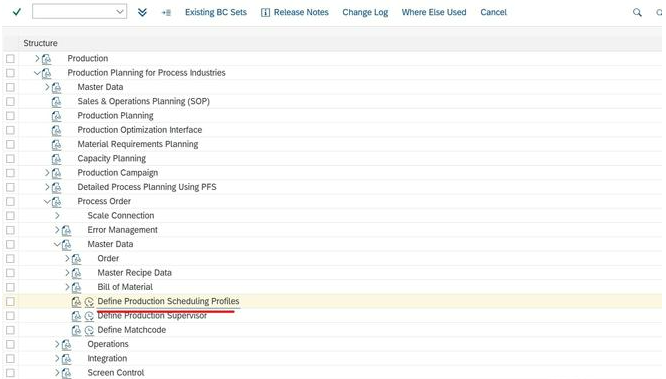 Existing BC Sets Release Notes Change Log Where Else Used Cancel
Structure
Production
Production Planning for Process Industries
Master Data
Sales & Operations Planning (SOP)
Production Planning
Production Optimization Interface
Material Requirements Planning
Capacity Planning
Production Campaign
Detailed Process Planning Using PFS
Process Order
Scale Connection
Error Management
Master Data
Order
Master Recipe Data
Bill of Material
Define Production Scheduling Profiles
Define Production Supervisor
Define Matchcode
Operations
Integration
Screen Control